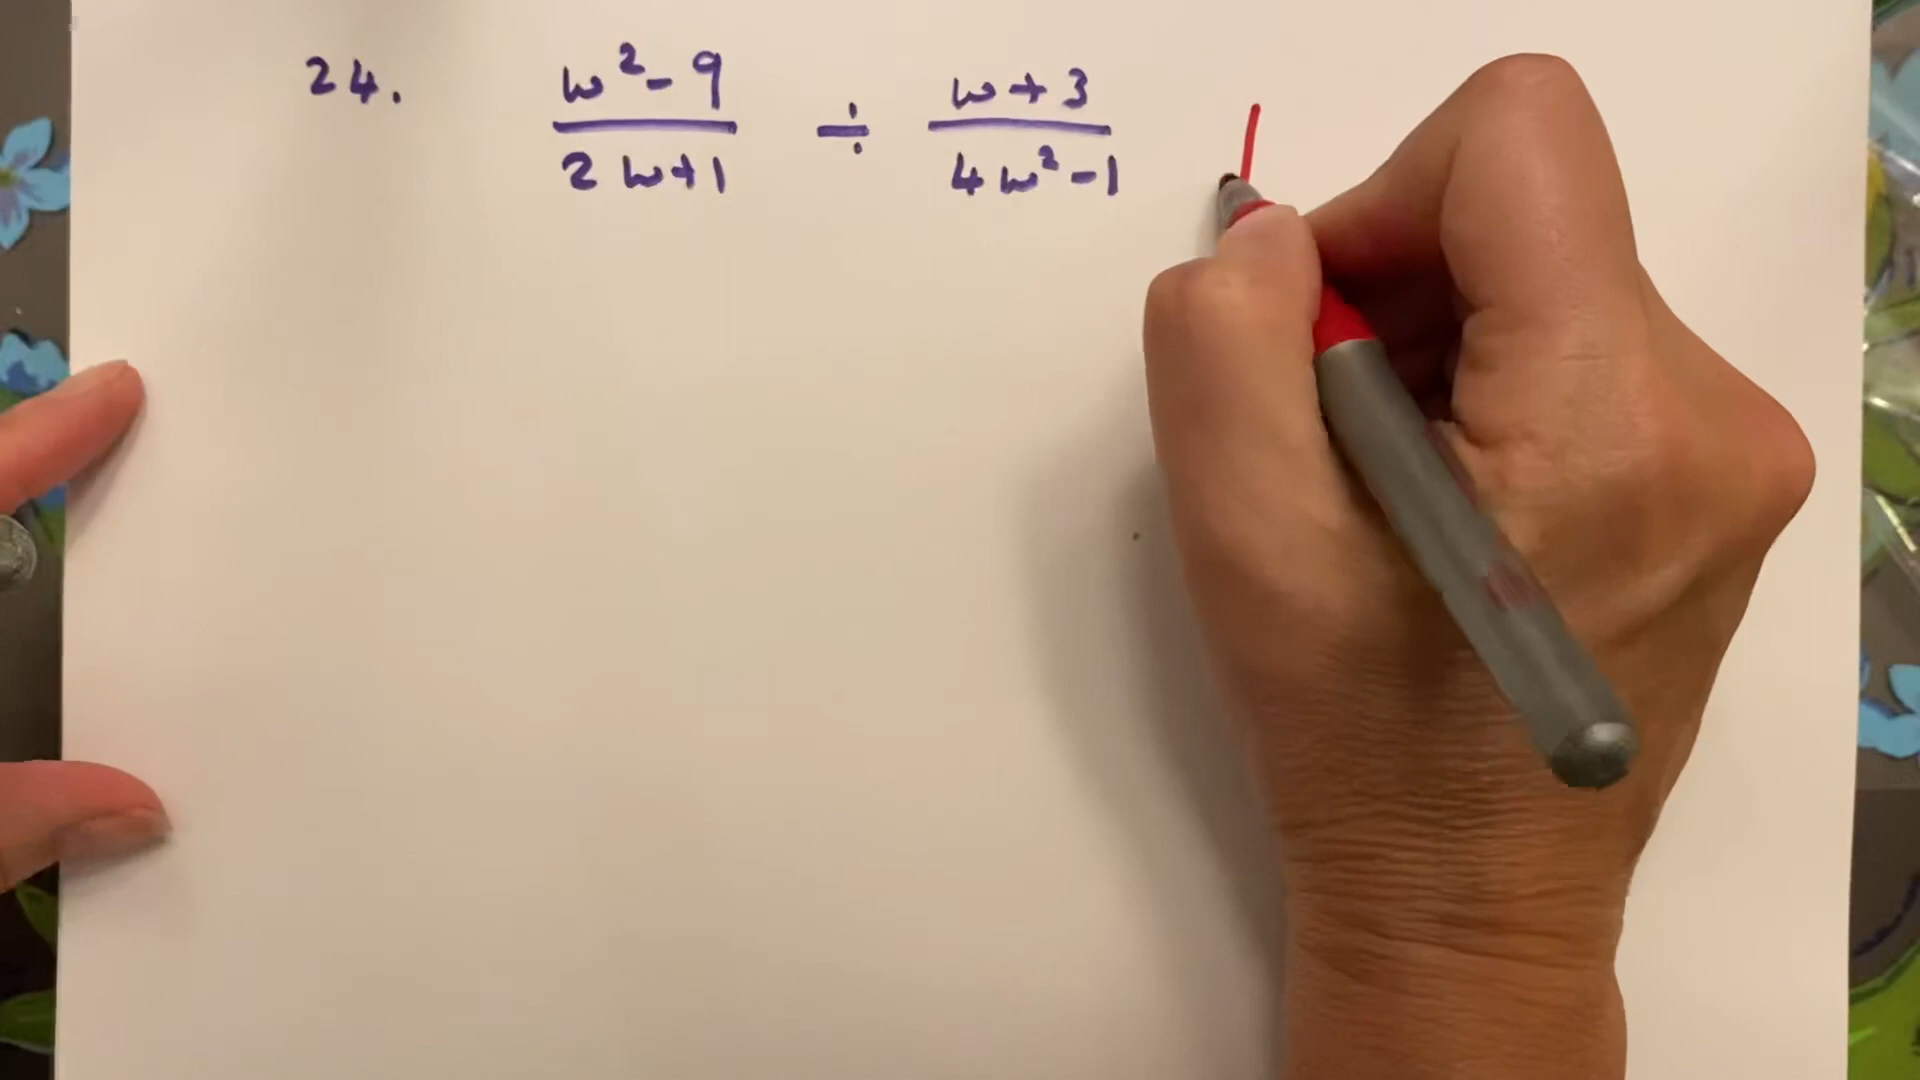 24. w²-9 / 2w+1 ÷ w+3 / 4w²-1